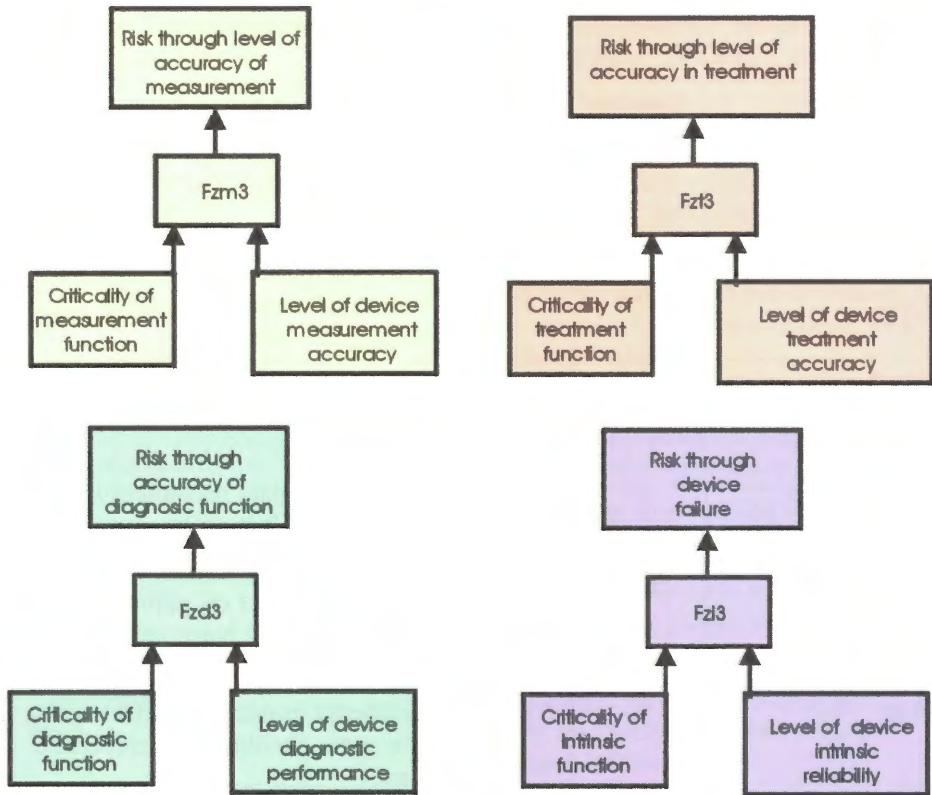 Risk through level of
accuracy of
measurement
Fzm3
Criticality of
measurement
function
Level of device
measurement
accuracy
Risk through level of
accuracy in treatment
Fzt3
Criticality of
treatment
function
Level of device
treatment
accuracy
Risk through
accuracy of
diagnosic function
Fzd3
Criticality of
diagnostic
function
Level of device
diagnostic
performance
Risk through
device
failure
Fzi3
Criticality of
intrinsic
function
Level of device
intrinsic
reliability